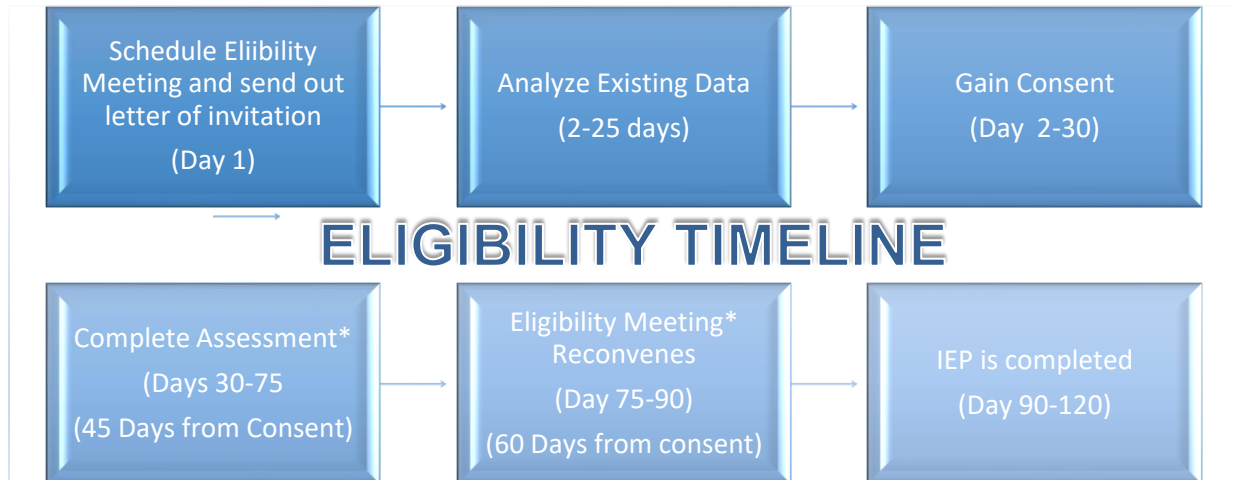 Schedule Eliibility
Meeting and send out
letter of invitation
(Day 1)
Analyze Existing Data
(2-25 days)
Gain Consent
(Day 2-30)
ELIGIBILITY TIMELINE
Complete Assessment*
(Days 30-75
(45 Days from Consent)
Eligibility Meeting*
Reconvenes
(Day 75-90)
(60 Days from consent)
IEP is completed
(Day 90-120)